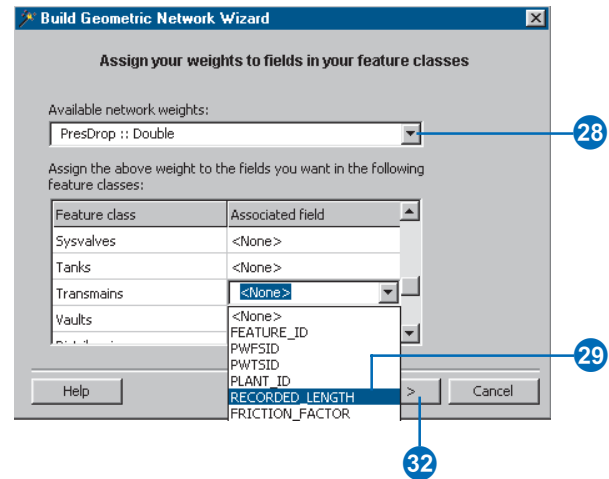 Build Geometric Network Wizard
Assign your weights to fields in your feature classes
Available network weights:
PresDrop :: Double
28
Assign the above weight to the fields you want in the following
feature classes:
Feature class Associated field
Sysvalves <None>
Tanks <None>
Transmains <None>
Vaults <None>
FEATURE_ID
PWFSID
PWTSID
PLANT_ID
RECORDED_LENGTH
FRICTION_FACTOR
29
Help > Cancel
32